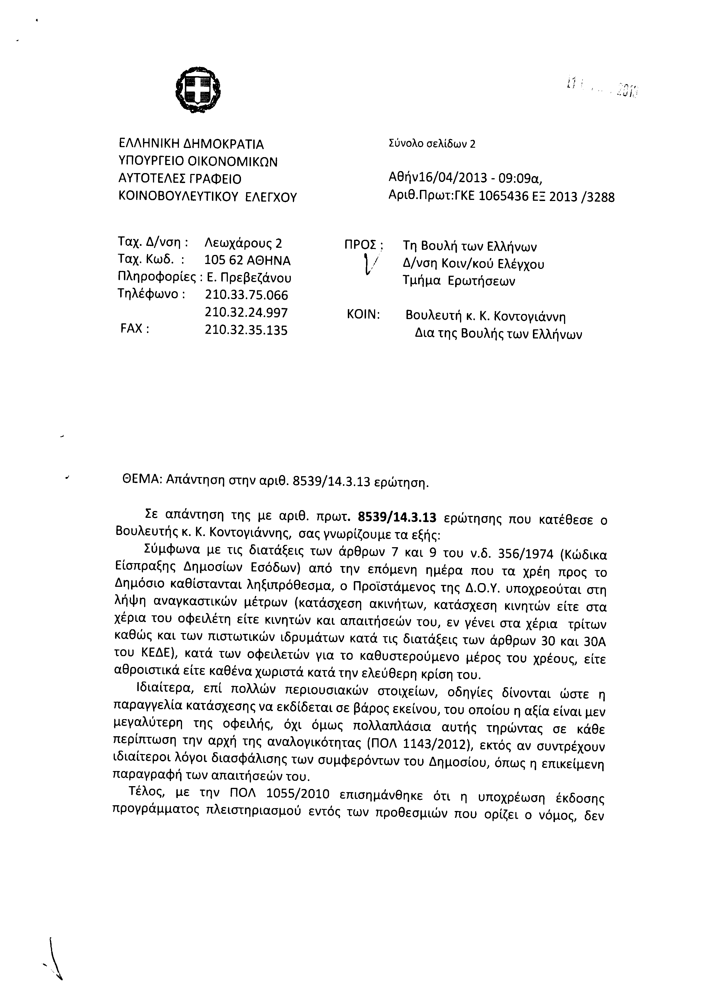 2013
ΕΛΛΗΝΙΚΗ ΔΗΜΟΚΡΑΤΙΑ
ΥΠΟΥΡΓΕΙΟ ΟΙΚΟΝΟΜΙΚΩΝ
ΑΥΤΟΤΕΛΕΣ ΓΡΑΦΕΙΟ
ΚΟΙΝΟΒΟΥΛΕΥΤΙΚΟΥ ΕΛΕΓΧΟΥ
Σύνολο σελίδων 2
Αθήν16/04/2013 - 09:09α,
Αριθ.Πρωτ:ΓΚΕ 1065436 ΕΞ 2013 /3288
Ταχ. Δ/νση : Λεωχάρους 2
Ταχ. Κωδ. : 105 62 ΑΘΗΝΑ
Πληροφορίες : Ε. Πρεβεζάνου
Τηλέφωνο : 210.33.75.066
210.32.24.997
FAX : 210.32.35.135
ΠΡΟΣ : Τη Βουλή των Ελλήνων
Δ/νση Κοιν/κού Ελέγχου
Τμήμα Ερωτήσεων
ΚΟΙΝ: Βουλευτή κ. Κ. Κοντογιάννη
Δια της Βουλής των Ελλήνων
ΘΕΜΑ: Απάντηση στην αριθ. 8539/14.3.13 ερώτηση.
Σε απάντηση της με αριθ. πρωτ. 8539/14.3.13 ερώτησης που κατέθεσε ο
Βουλευτής κ. Κ. Κοντογιάννης, σας γνωρίζουμε τα εξής:
Σύμφωνα με τις διατάξεις των άρθρων 7 και 9 του ν.δ. 356/1974 (Κώδικα
Είσπραξης Δημοσίων Εσόδων) από την επόμενη ημέρα που τα χρέη προς το
Δημόσιο καθίστανται ληξιπρόθεσμα, ο Προϊστάμενος της Δ.Ο.Υ. υποχρεούται στη
λήψη αναγκαστικών μέτρων (κατάσχεση ακινήτων, κατάσχεση κινητών είτε στα
χέρια του οφειλέτη είτε κινητών και απαιτήσεών του, εν γένει στα χέρια τρίτων
καθώς και των πιστωτικών ιδρυμάτων κατά τις διατάξεις των άρθρων 30 και 30Α
του ΚΕΔΕ), κατά των οφειλετών για το καθυστερούμενο μέρος του χρέους, είτε
αθροιστικά είτε καθένα χωριστά κατά την ελεύθερη κρίση του.
Ιδιαίτερα, επί πολλών περιουσιακών στοιχείων, οδηγίες δίνονται ώστε η
παραγγελία κατάσχεσης να εκδίδεται σε βάρος εκείνου, του οποίου η αξία είναι μεν
μεγαλύτερη της οφειλής, όχι όμως πολλαπλάσια αυτής τηρώντας σε κάθε
περίπτωση την αρχή της αναλογικότητας (ΠΟΛ 1143/2012), εκτός αν συντρέχουν
ιδιαίτεροι λόγοι διασφάλισης των συμφερόντων του Δημοσίου, όπως η επικείμενη
παραγραφή των απαιτήσεών του.
Τέλος, με την ΠΟΛ 1055/2010 επισημάνθηκε ότι η υποχρέωση έκδοσης
προγράμματος πλειστηριασμού εντός των προθεσμιών που ορίζει ο νόμος, δεν